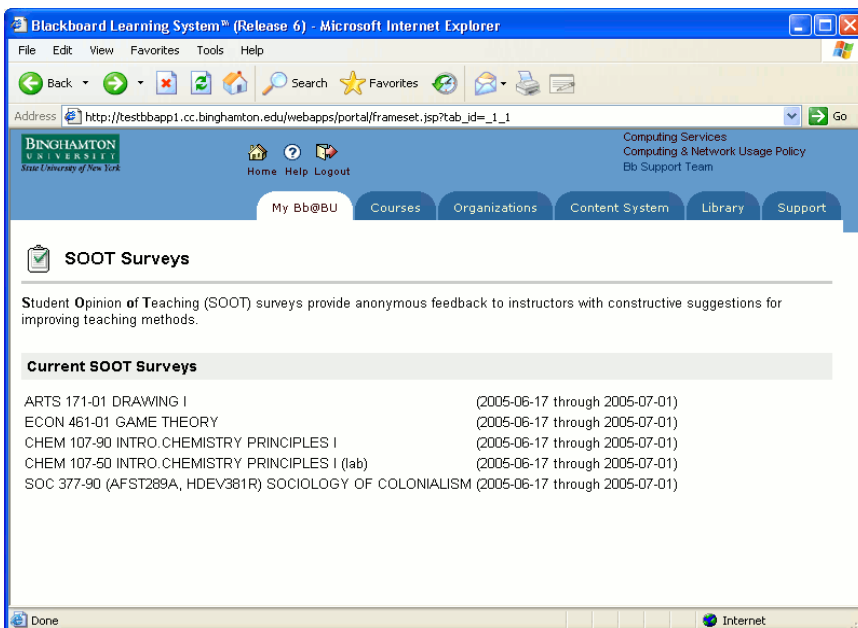 Blackboard Learning System™ (Release 6) - Microsoft Internet Explorer
File Edit View Favorites Tools Help
Back Search Favorites
Address http://testbbapp1.cc.binghamton.edu/webapps/portal/frameset.jsp?tab_id=_1_1 Go
BINGHAMTON
UNIVERSITY
State University of New York
Home Help Logout
Computing Services
Computing & Network Usage Policy
Bb Support Team
My Bb@BU Courses Organizations Content System Library Support
SOOT Surveys
Student Opinion of Teaching (SOOT) surveys provide anonymous feedback to instructors with constructive suggestions for
improving teaching methods.
Current SOOT Surveys
ARTS 171-01 DRAWING I (2005-06-17 through 2005-07-01)
ECON 461-01 GAME THEORY (2005-06-17 through 2005-07-01)
CHEM 107-90 INTRO.CHEMISTRY PRINCIPLES I (2005-06-17 through 2005-07-01)
CHEM 107-50 INTRO.CHEMISTRY PRINCIPLES I (lab) (2005-06-17 through 2005-07-01)
SOC 377-90 (AFST289A, HDEV381R) SOCIOLOGY OF COLONIALISM (2005-06-17 through 2005-07-01)
Done Internet